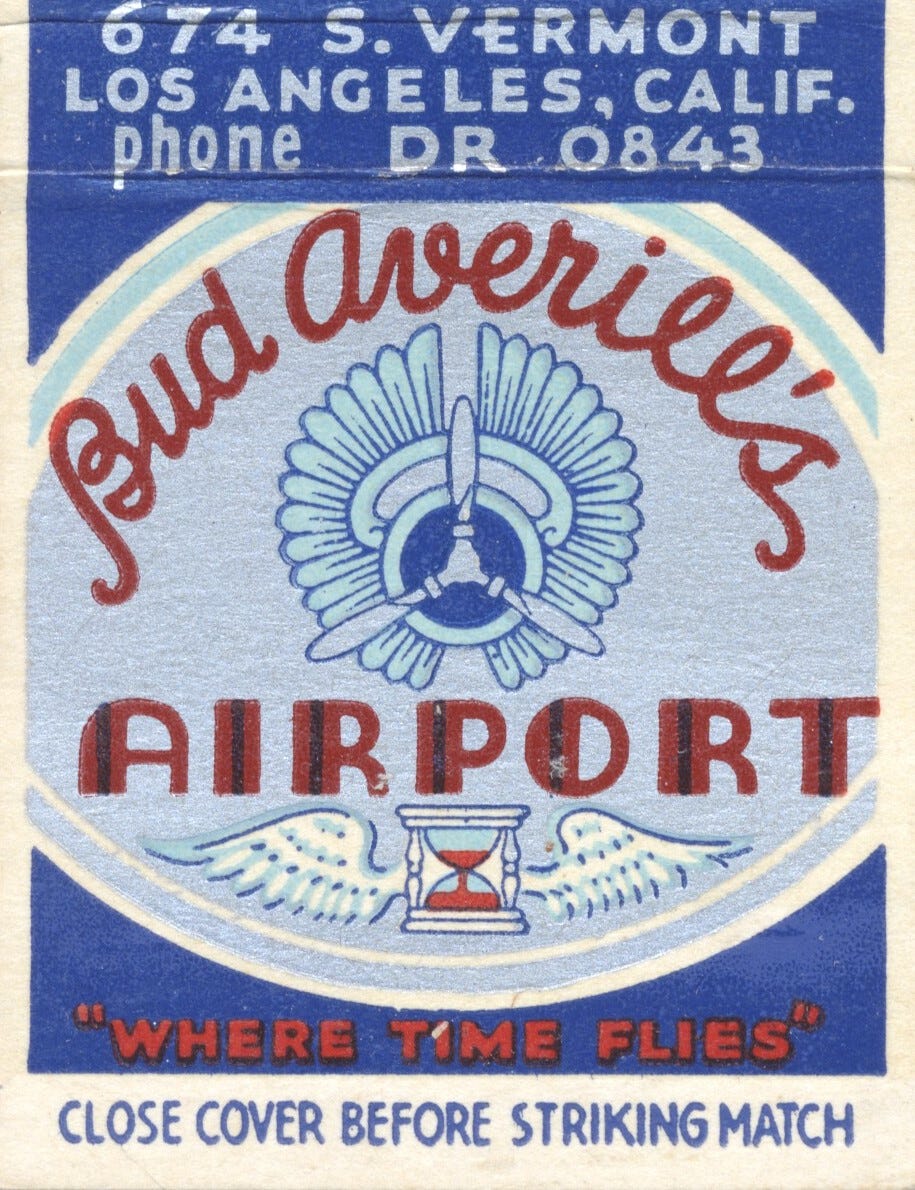 674 S. VERMONT
LOS ANGELES, CALIF.
phone DR 0843
Bud Averill's
AIRPORT
"WHERE TIME FLIES"
CLOSE COVER BEFORE STRIKING MATCH